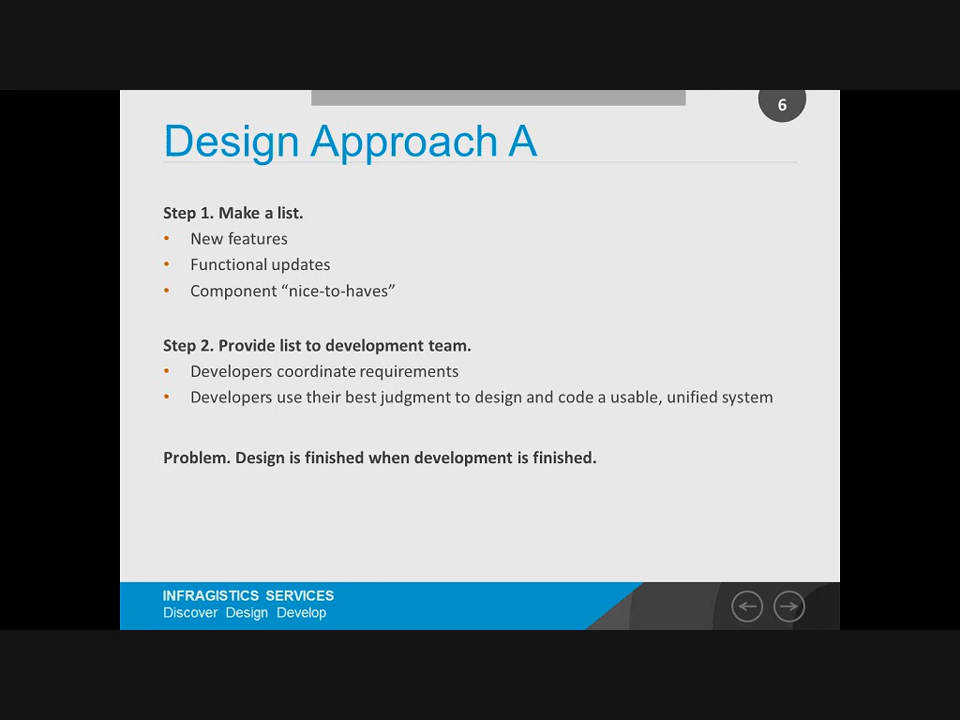 6
Design Approach A
Step 1. Make a list.
• New features
• Functional updates
• Component “nice-to-haves”
Step 2. Provide list to development team.
• Developers coordinate requirements
• Developers use their best judgment to design and code a usable, unified system
Problem. Design is finished when development is finished.
INFRAGISTICS SERVICES
Discover Design Develop